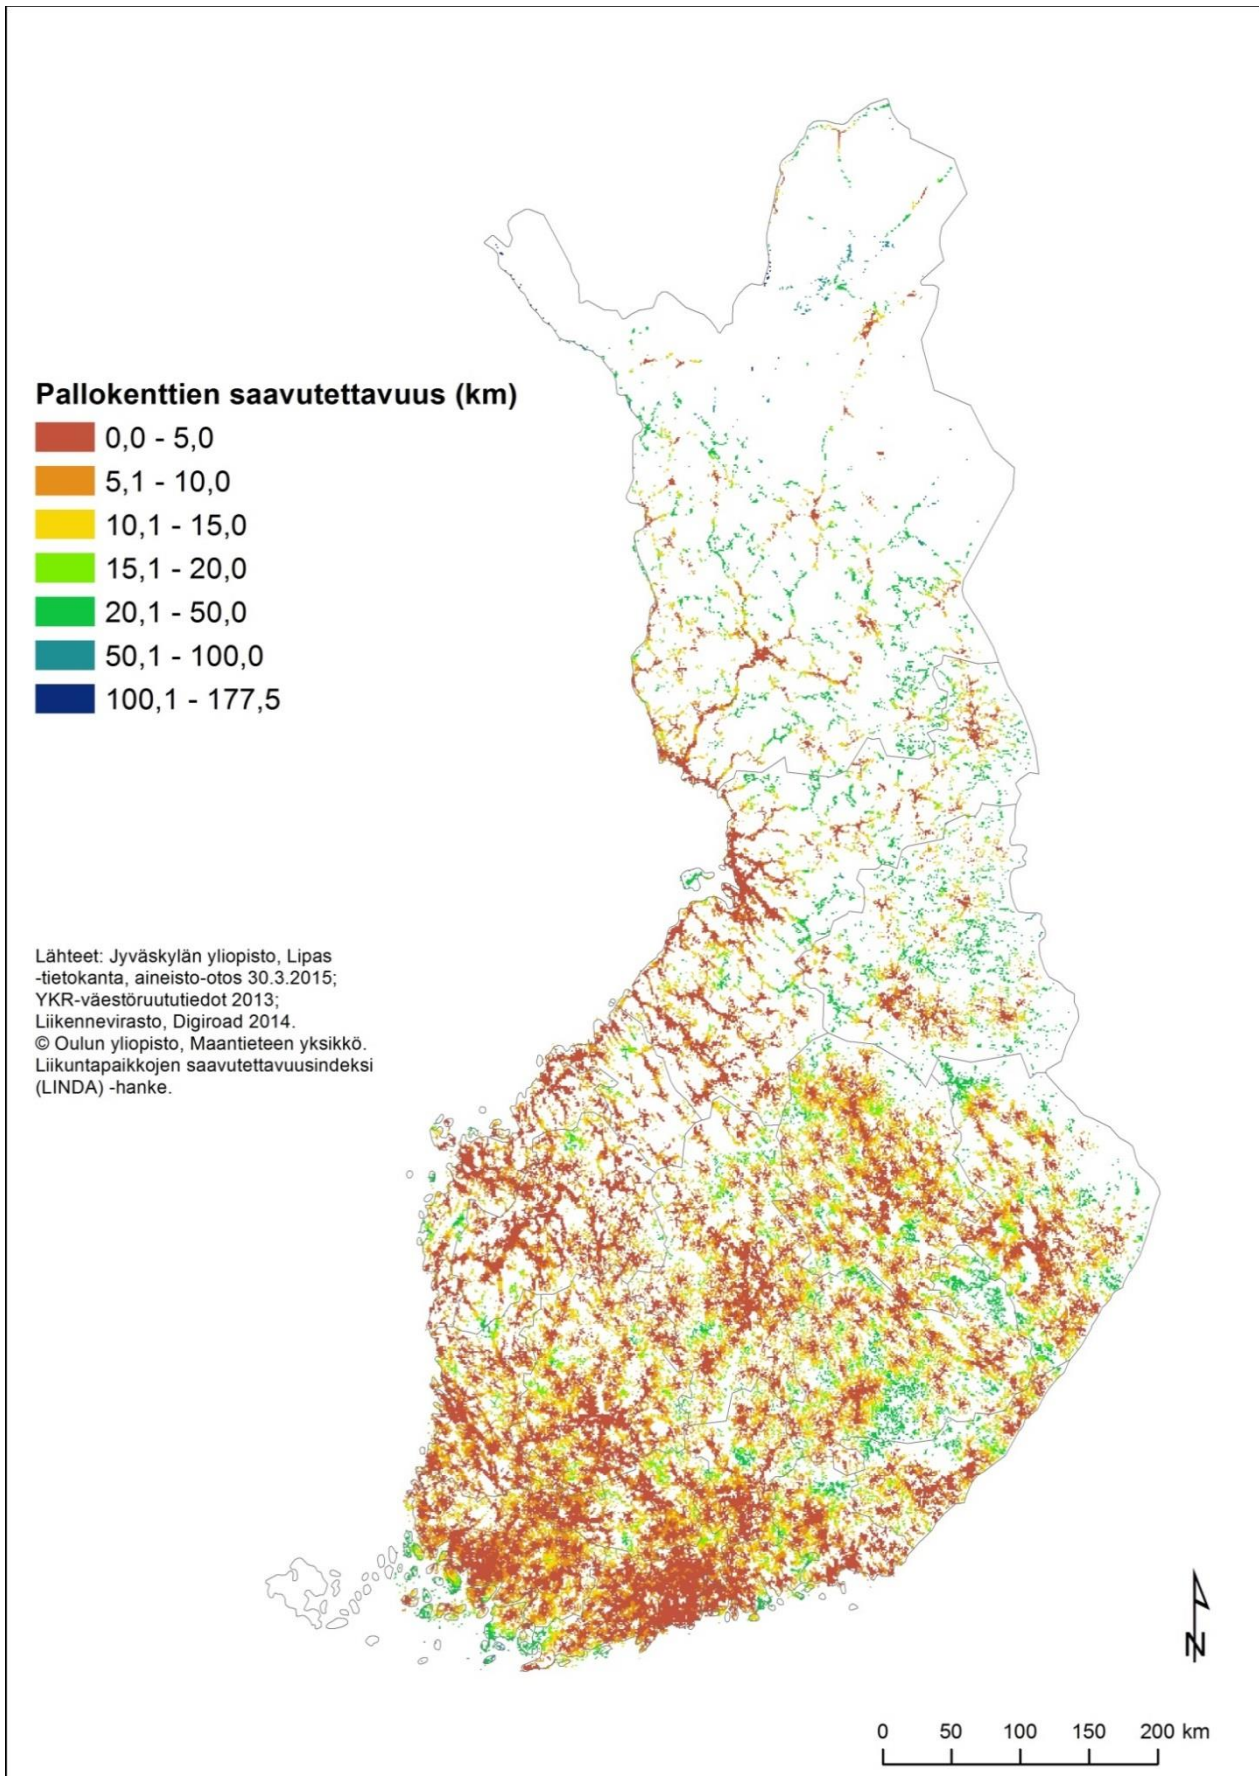 Pallokenttien saavutettavuus (km)
0,0 - 5,0
5,1 - 10,0
10,1 - 15,0
15,1 - 20,0
20,1 - 50,0
50,1 - 100,0
100,1 - 177,5
Lähteet: Jyväskylän yliopisto, Lipas
-tietokanta, aineisto-otos 30.3.2015;
YKR-väestöruututiedot 2013;
Liikennevirasto, Digiroad 2014.
© Oulun yliopisto, Maantieteen yksikkö.
Liikuntapaikkojen saavutettavuusindeksi
(LINDA) -hanke.
N
0 50 100 150 200 km